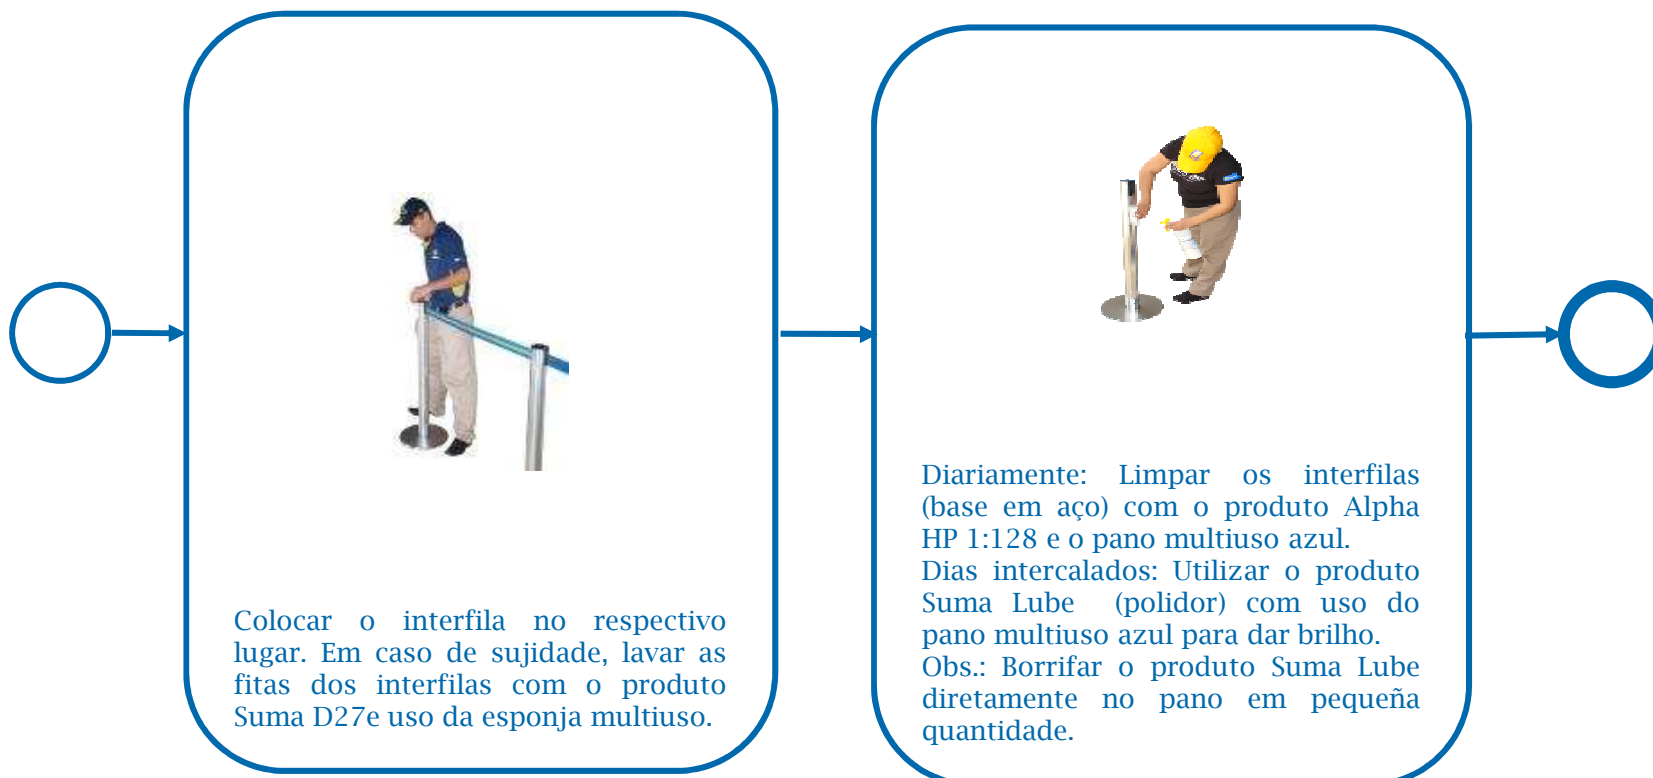 Colocar o interfila no respectivo
lugar. Em caso de sujidade, lavar as
fitas dos interfilas com o produto
Suma D27e uso da esponja multiuso.
Diariamente: Limpar os interfilas
(base em aço) com o produto Alpha
HP 1:128 e o pano multiuso azul.
Dias intercalados: Utilizar o produto
Suma Lube (polidor) com uso do
pano multiuso azul para dar brilho.
Obs.: Borrifar o produto Suma Lube
diretamente no pano em pequeña
quantidade.